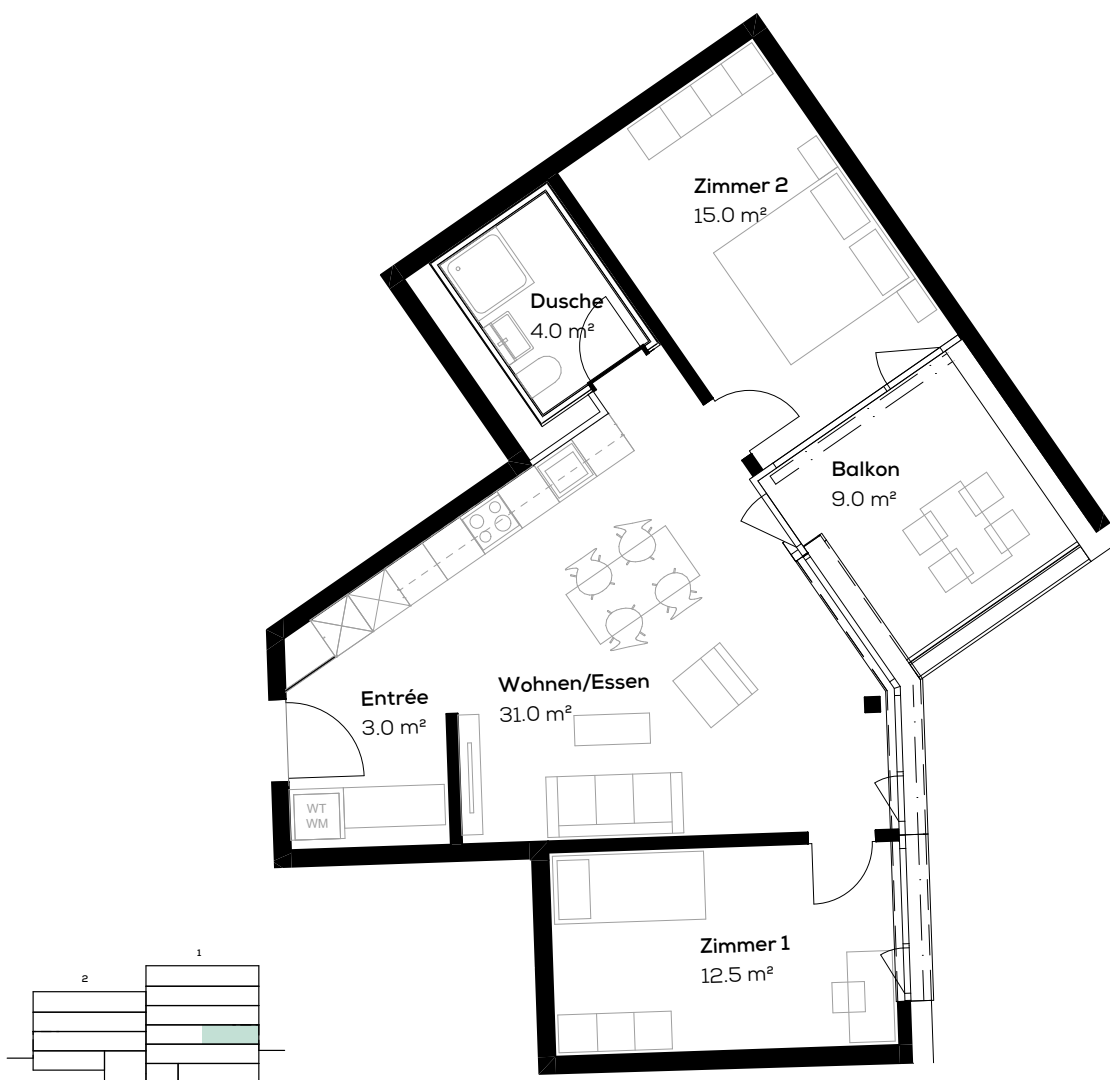 Zimmer 2
15.0 m²
Dusche
4.0 m²
Balkon
9.0 m²
Wohnen/Essen
31.0 m²
Entrée
3.0 m²
WT
WM
Zimmer 1
12.5 m²
1
2